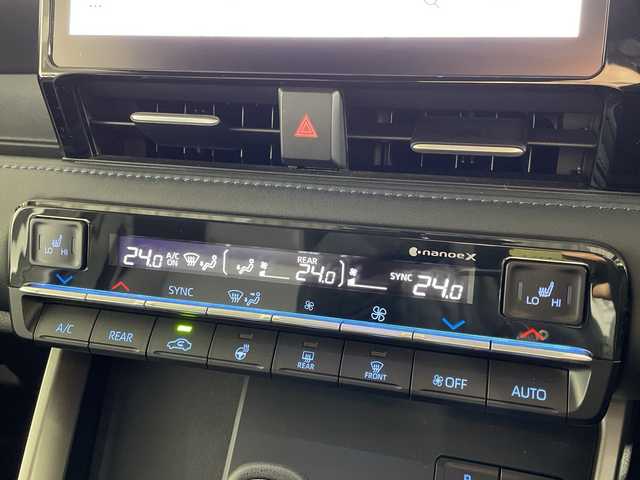 nanoeX
LO HI
24.0 A/C ON
REAR
24.0
SYNC 24.0
LO HI
SYNC
A/C
REAR
REAR
FRONT
OFF
AUTO
P